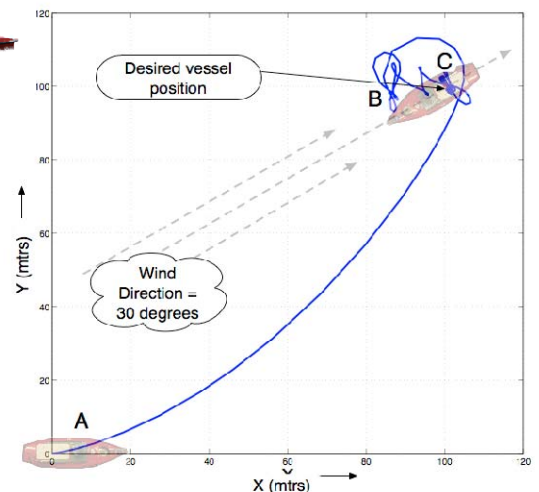 120
100
80
60
40
20
0
Y (mtrs)
Desired vessel
position
B
C
Wind
Direction =
30 degrees
A
0
20
40
60
80
100
120
X
X (mtrs)